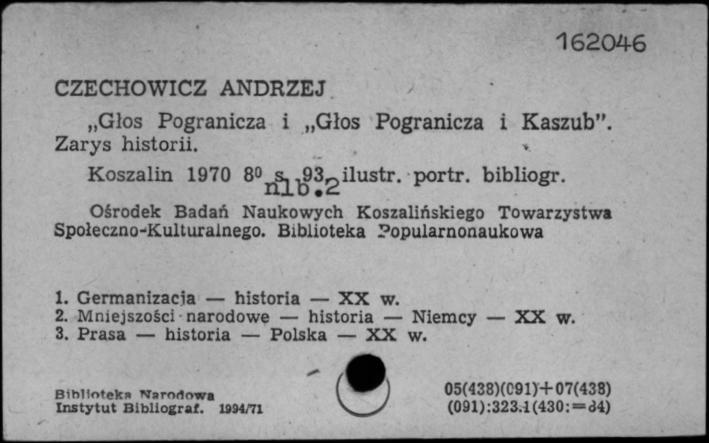 162046
CZECHOWICZ ANDRZEJ
„Głos Pogranicza i „Głos Pogranicza i Kaszub".
Zarys historii.
Koszalin 1970 8⁰ s. 93 ilustr. portr. bibliogr.
nlb.2
Ośrodek Badań Naukowych Koszalińskiego Towarzystwa
Społeczno-Kulturalnego. Biblioteka Popularnonaukowa
1. Germanizacja — historia — XX w.
2. Mniejszości narodowe — historia — Niemcy — XX w.
3. Prasa — historia — Polska — XX w.
Biblioteka Narodowa
Instytut Bibliograf. 1994/71
05(438)(091)+07(438)
(091):323.1(430:=84)